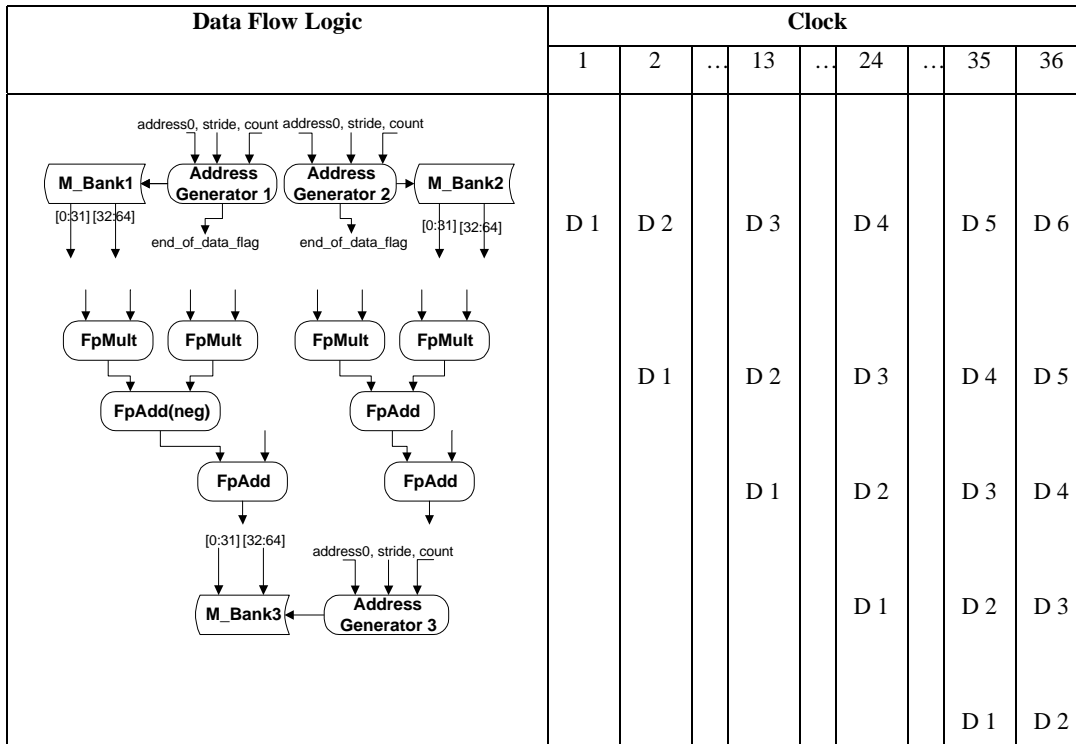 Data Flow Logic
Clock
1 2 … 13 … 24 … 35 36
address0, stride, count address0, stride, count
M_Bank1 Address Generator 1 Address Generator 2 M_Bank2
[0:31] [32:64] [0:31] [32:64]
end_of_data_flag end_of_data_flag
D 1 D 2 D 3 D 4 D 5 D 6
FpMult FpMult FpMult FpMult
D 1 D 2 D 3 D 4 D 5
FpAdd(neg) FpAdd
FpAdd FpAdd
D 1 D 2 D 3 D 4
[0:31] [32:64]
address0, stride, count
M_Bank3 Address Generator 3
D 1 D 2 D 3
D 1 D 2